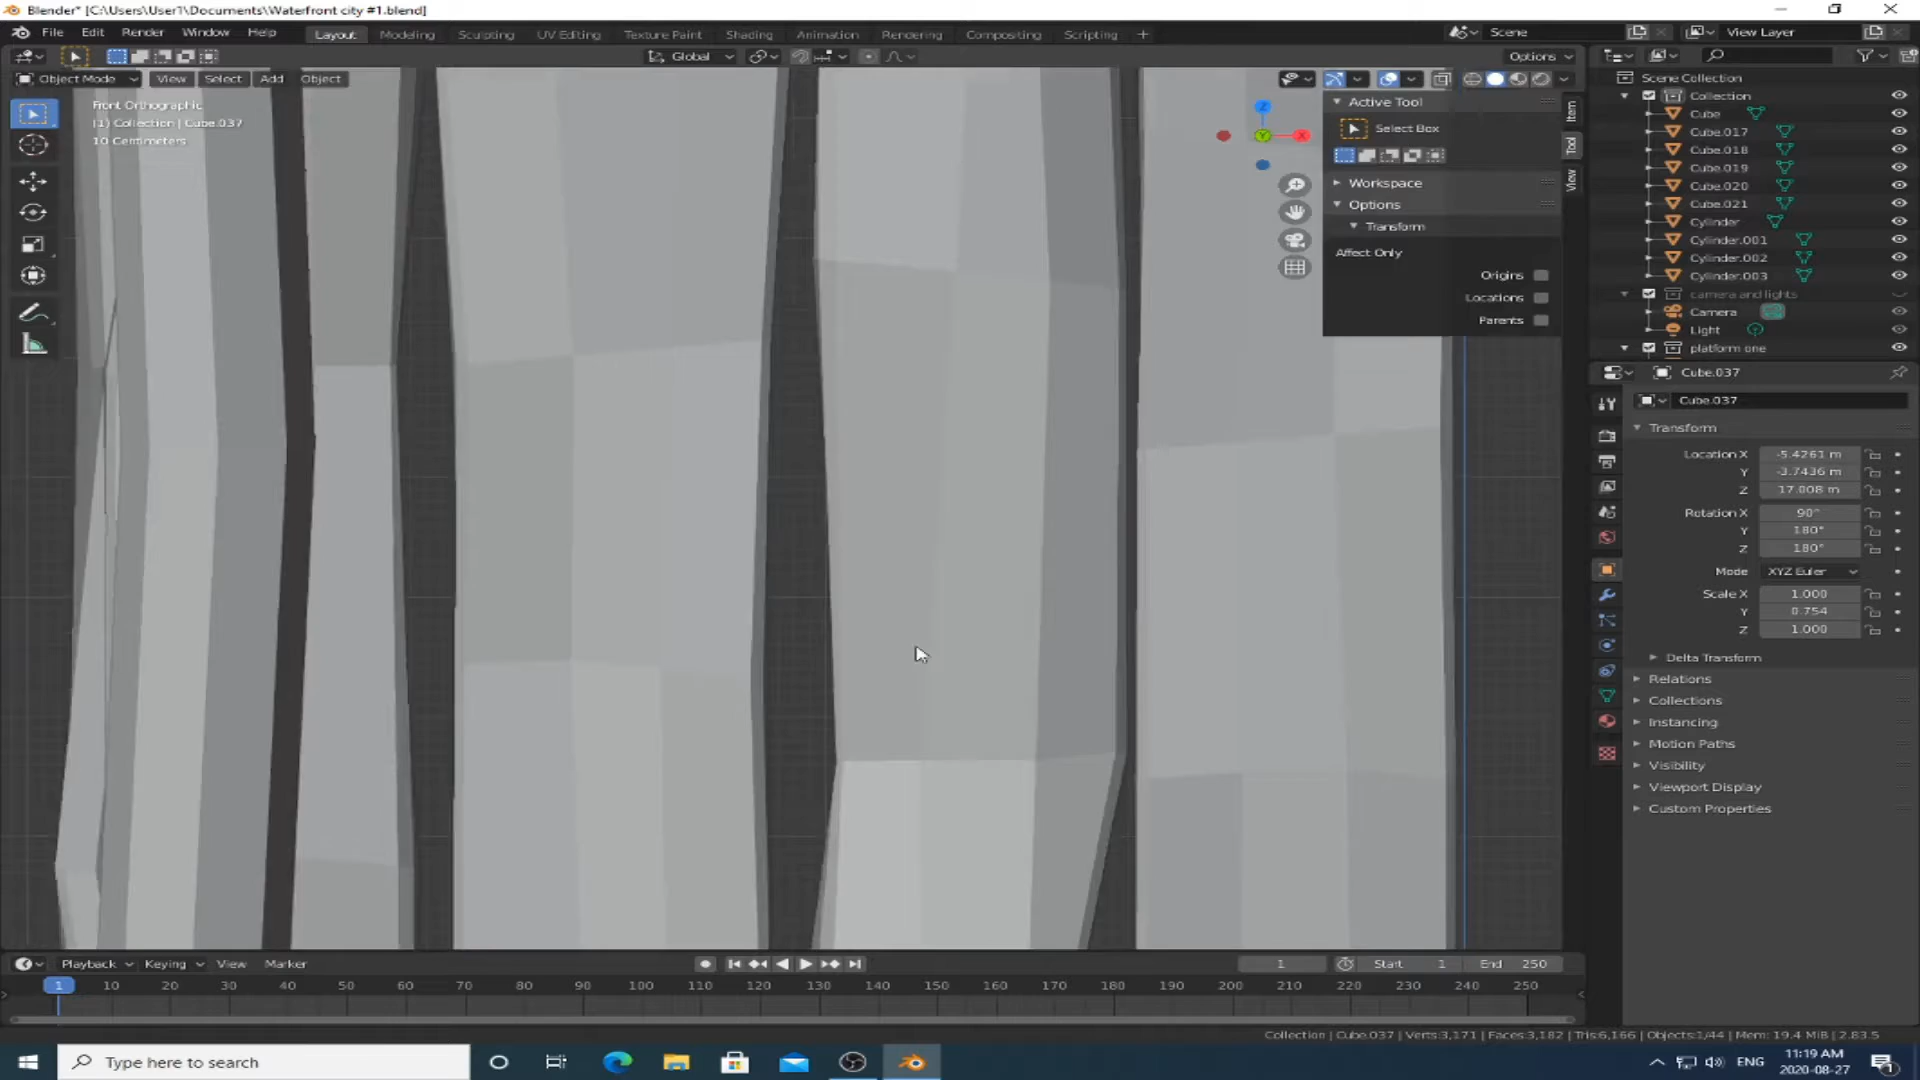 Blender* [C:\Users\User1\Documents\Waterfront city #1.blend]
File Edit Render Window Help Layout Modeling Sculpting UV Editing Texture Paint Shading Animation Rendering Compositing Scripting + Scene View Layer
Global Options
Object Mode View Select Add Object
Front Orthographic
(1) Collection | Cube.037
10 Centimeters
Z
X
Y
Active Tool
Select Box
Workspace
Options
Transform
Affect Only
Origins
Locations
Parents
Item
Tool
View
Scene Collection
Collection
Cube
Cube.017
Cube.018
Cube.019
Cube.020
Cube.021
Cylinder
Cylinder.001
Cylinder.002
Cylinder.003
camera and lights
Camera
Light
platform one
Cube.037
Cube.037
Transform
Location X -5.4261 m
Y -3.7436 m
Z 17.008 m
Rotation X 90°
Y 180°
Z 180°
Mode XYZ Euler
Scale X 1.000
Y 0.754
Z 1.000
Delta Transform
Relations
Collections
Instancing
Motion Paths
Visibility
Viewport Display
Custom Properties
Playback Keying View Marker 1 Start 1 End 250
1 10 20 30 40 50 60 70 80 90 100 110 120 130 140 150 160 170 180 190 200 210 220 230 240 250
Collection | Cube.037 | Verts:3,171 | Faces:3,182 | Tris:6,166 | Objects:1/44 | Mem: 19.4 MiB | 2.83.5
Type here to search
ENG
11:19 AM
2020-08-27
1